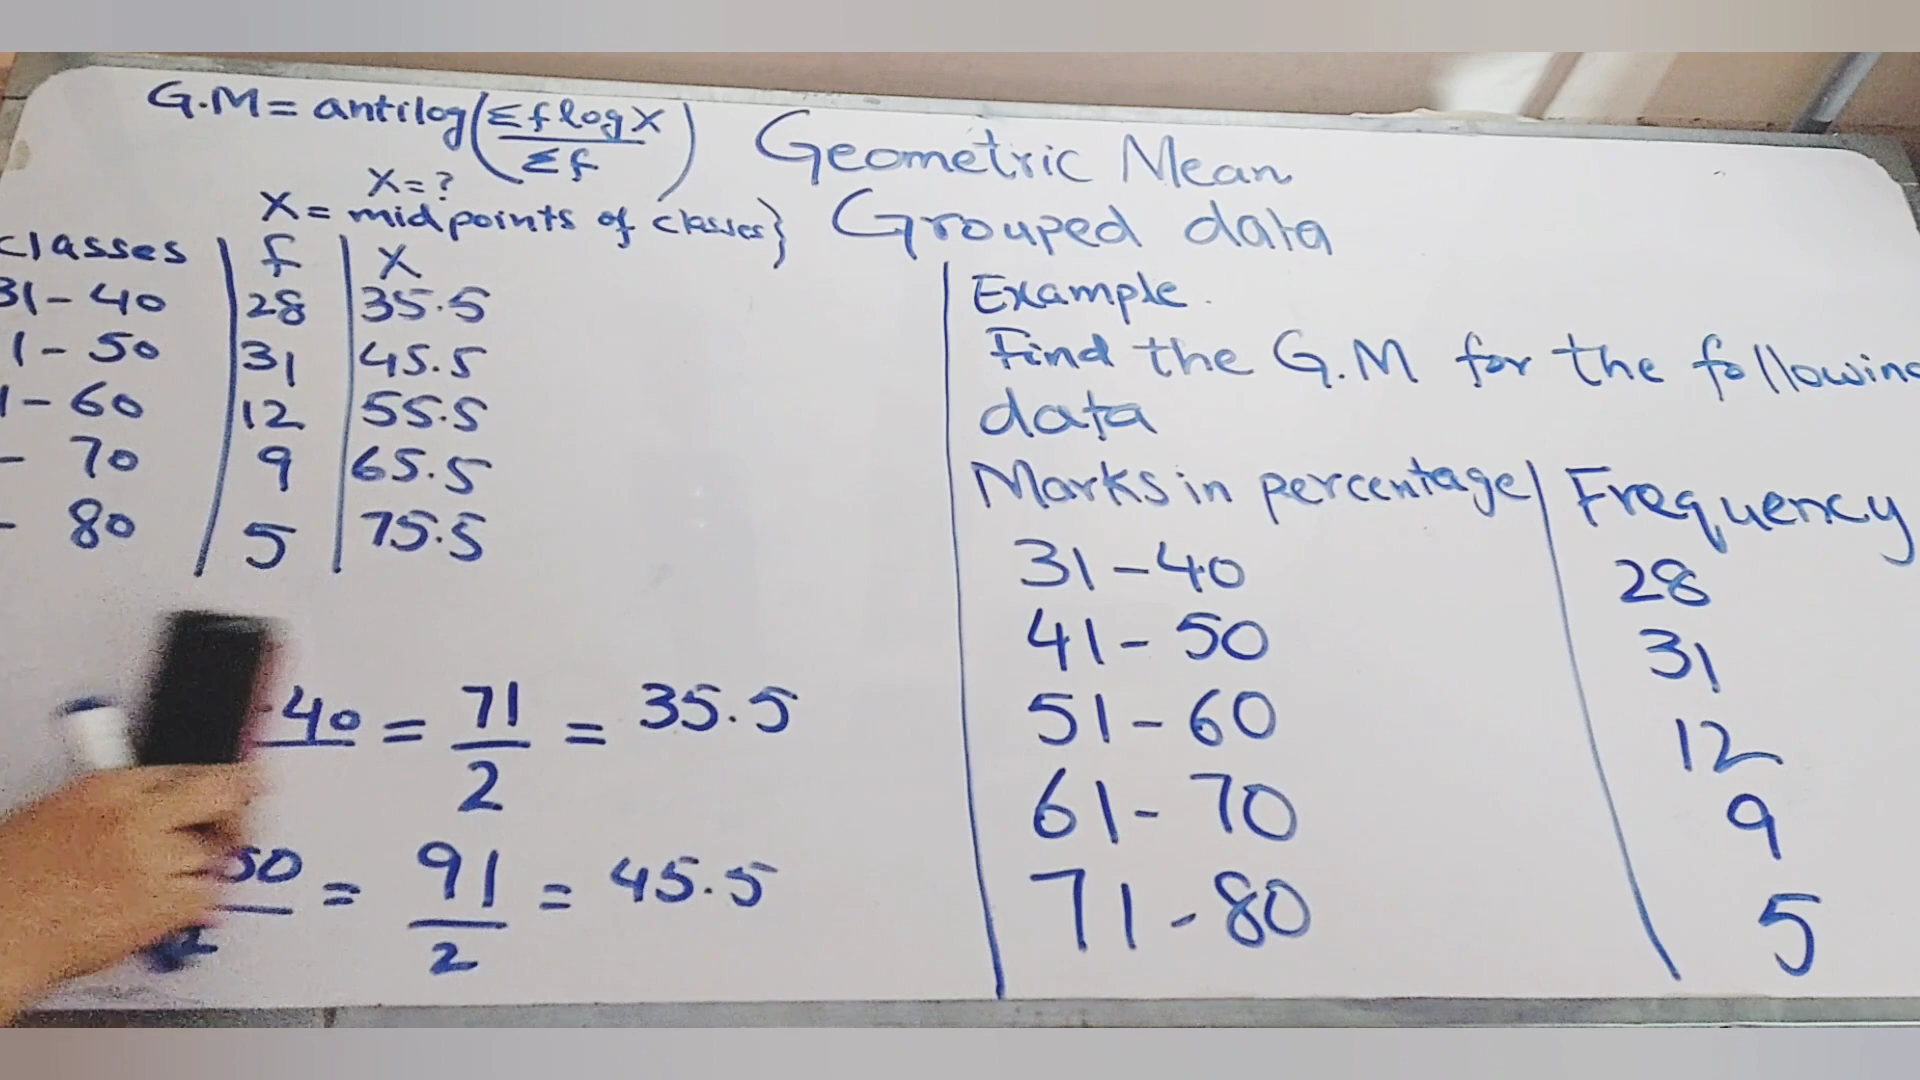 G.M = antilog(Σf log X / Σf)
Geometric Mean
X = ?
X = midpoints of classes}
Grouped data
classes | f | X
31 - 40 | 28 | 35.5
1 - 50 | 31 | 45.5
1 - 60 | 12 | 55.5
- 70 | 9 | 65.5
- 80 | 5 | 75.5
- 40 = 71/2 = 35.5
50 = 91/2 = 45.5
2
Example.
Find the G.M for the following
data
Marks in percentage | Frequency
31 - 40 28
41 - 50 31
51 - 60 12
61 - 70 9
71 - 80 5